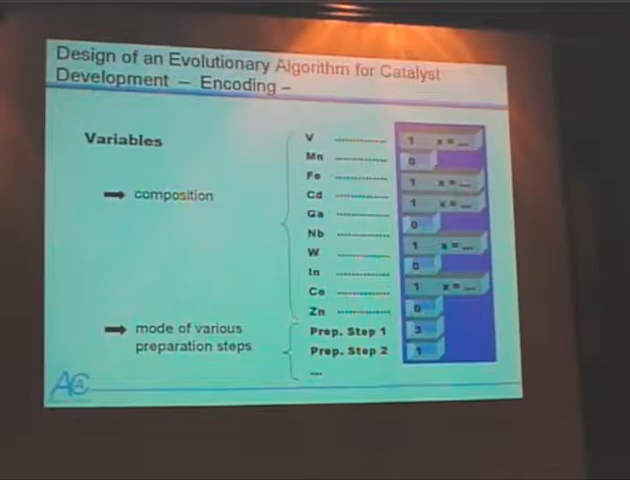 Design of an Evolutionary Algorithm for Catalyst
Development – Encoding –
Variables
composition
V ............... 1 x = ...
Mn ............... 0
Fe ............... 1 x = ...
Cd ............... 1 x = ...
Ga ............... 0
Nb ............... 1 x = ...
W ............... 0
In ............... 1 x = ...
Ce ............... 0
Zn ...............
mode of various
preparation steps
Prep. Step 1 3
Prep. Step 2 1
...